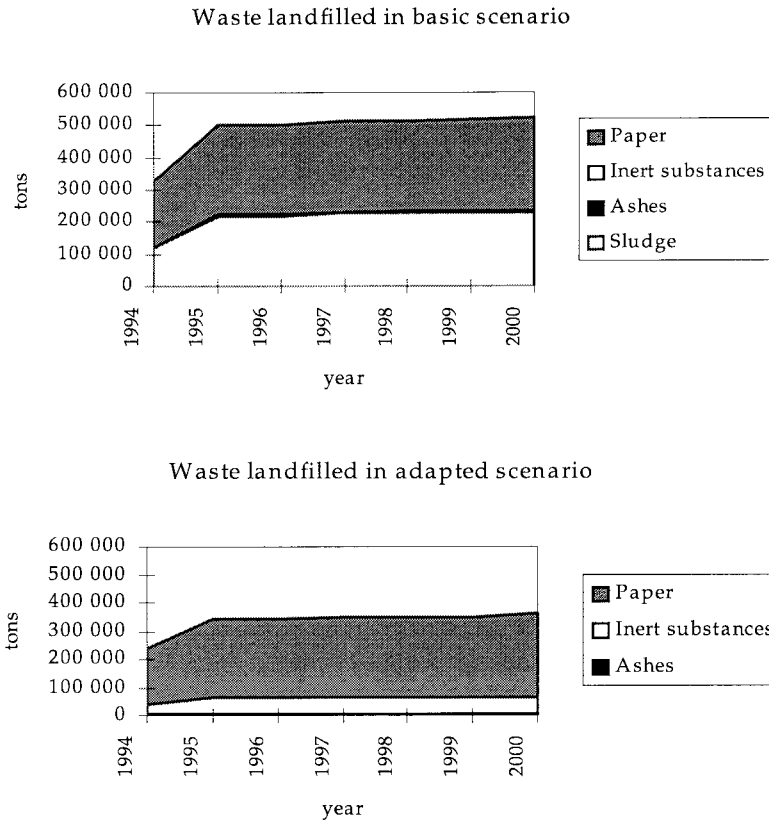 Waste landfilled in basic scenario
600 000
500 000
400 000
300 000
200 000
100 000
0
tons
1994
1995
1996
1997
1998
1999
2000
year
Paper
Inert substances
Ashes
Sludge
Waste landfilled in adapted scenario
600 000
500 000
400 000
300 000
200 000
100 000
0
tons
1994
1995
1996
1997
1998
1999
2000
year
Paper
Inert substances
Ashes